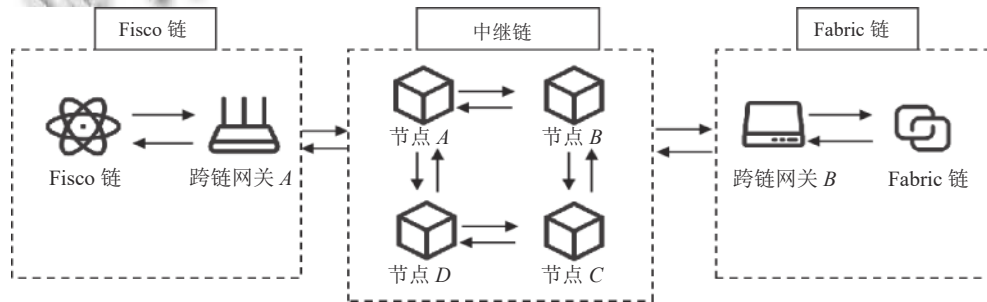 Fisco 链
中继链
Fabric 链
节点 A
节点 B
Fisco 链
跨链网关 A
跨链网关 B
Fabric 链
节点 D
节点 C